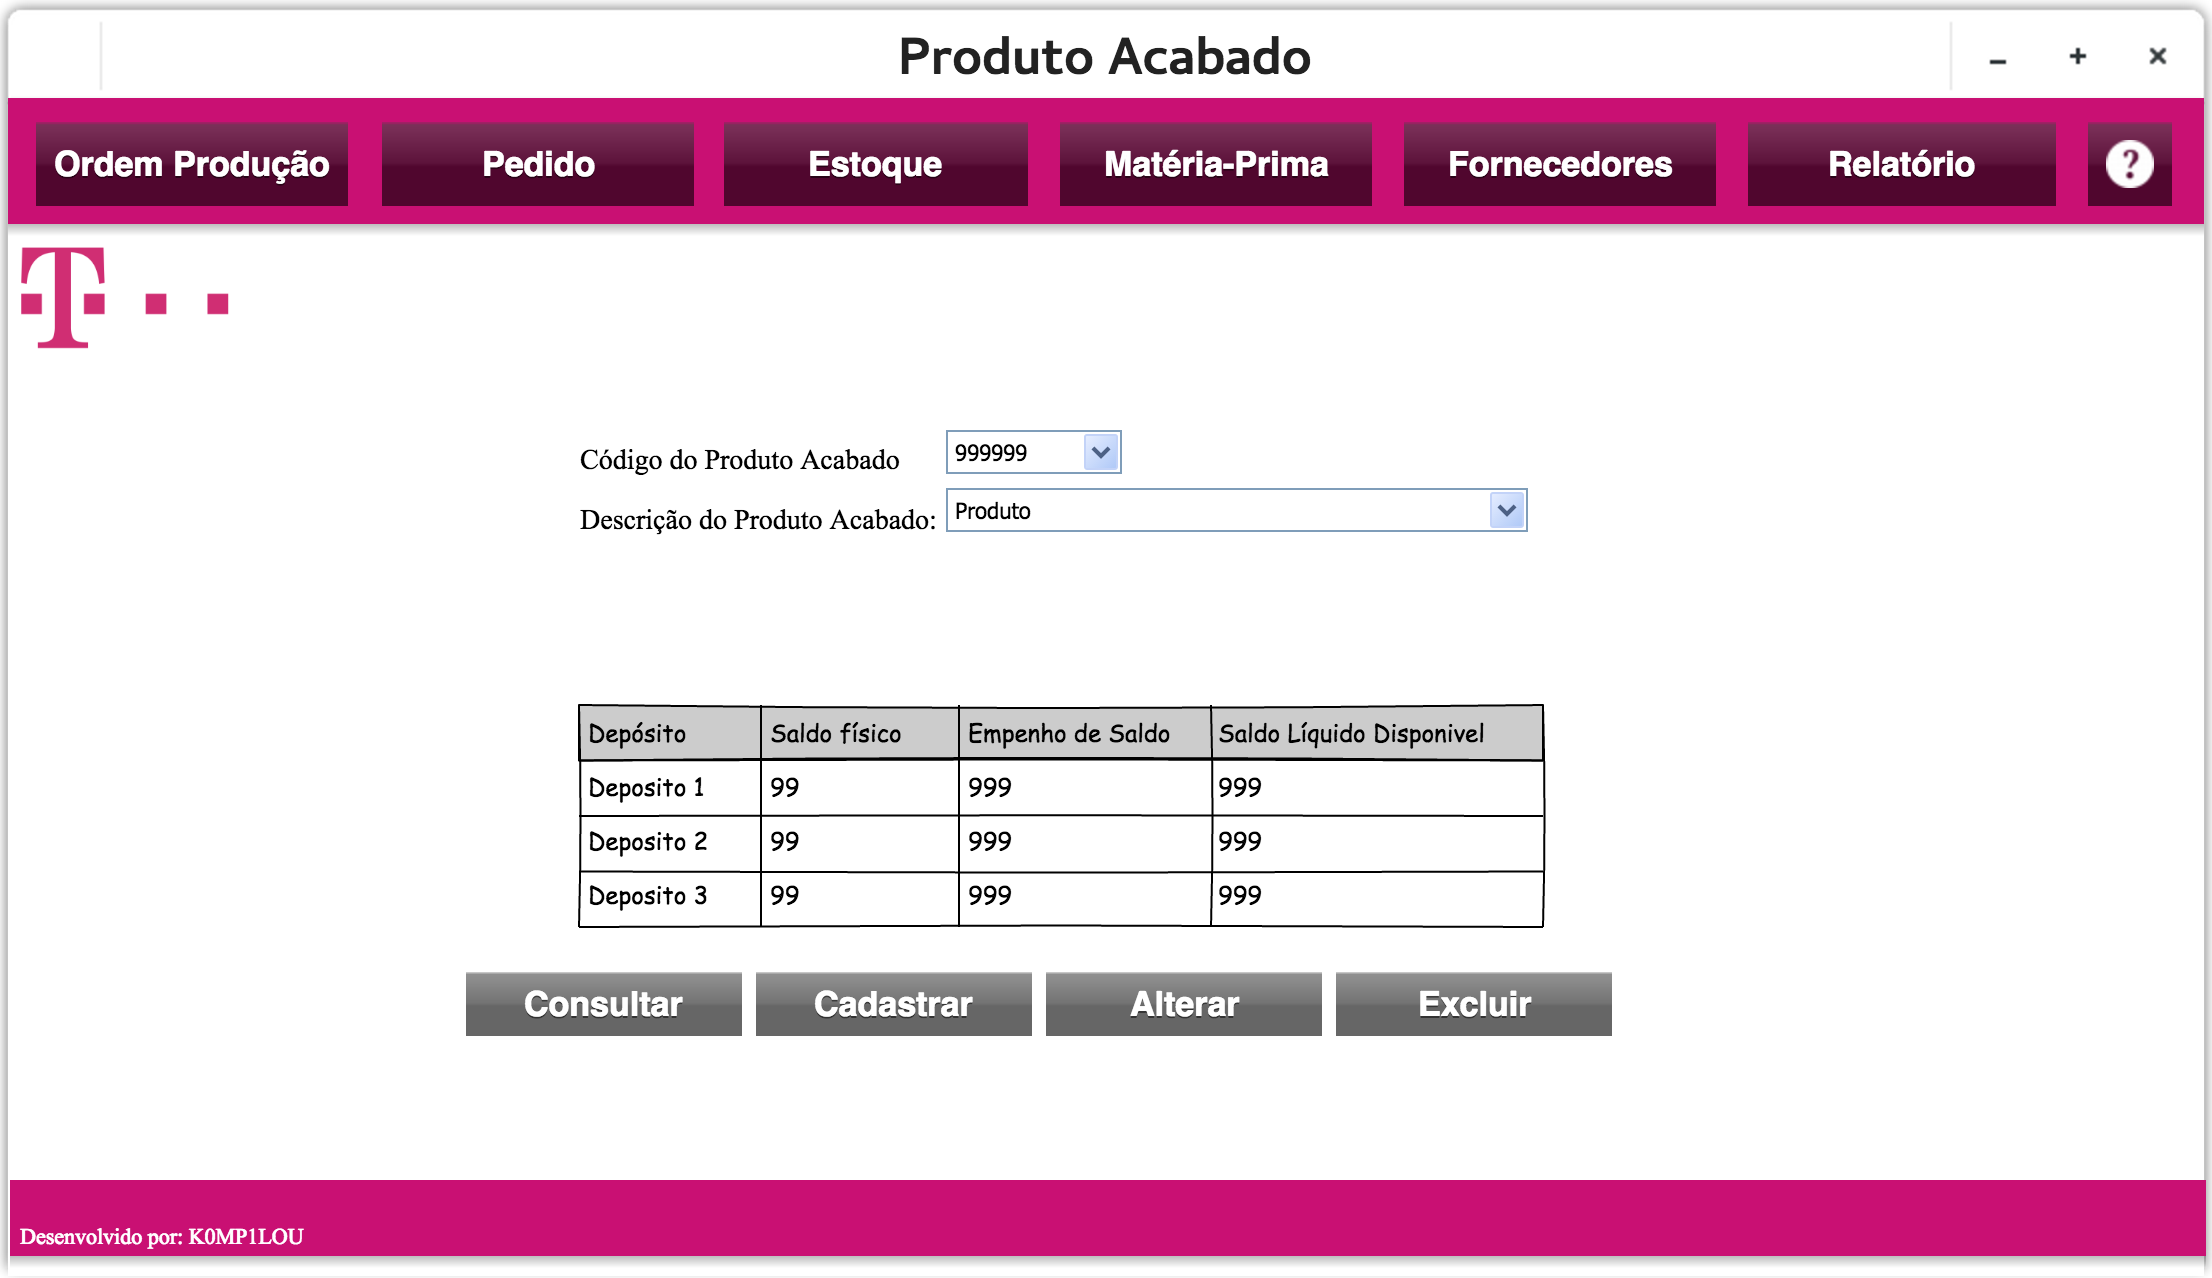 Produto Acabado
Ordem Produção Pedido Estoque Matéria-Prima Fornecedores Relatório ?
T
Código do Produto Acabado 999999
Descrição do Produto Acabado: Produto
Depósito Saldo físico Empenho de Saldo Saldo Líquido Disponivel
Deposito 1 99 999 999
Deposito 2 99 999 999
Deposito 3 99 999 999
Consultar Cadastrar Alterar Excluir
Desenvolvido por: K0MP1LOU